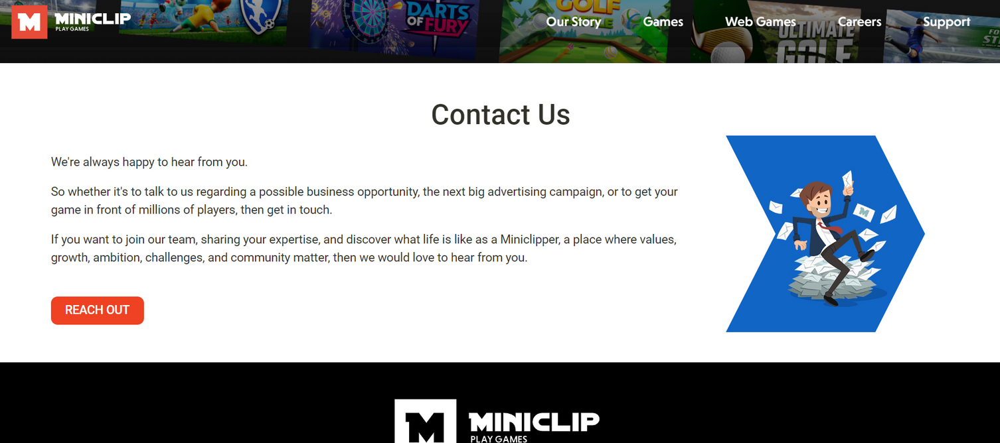 MINICLIP
PLAY GAMES
DARTS
OF FURY
GOLF
ULTIMATE
GOLF
Our Story
Games
Web Games
Careers
Support
Contact Us
We're always happy to hear from you.
So whether it's to talk to us regarding a possible business opportunity, the next big advertising campaign, or to get your
game in front of millions of players, then get in touch.
If you want to join our team, sharing your expertise, and discover what life is like as a Miniclipper, a place where values,
growth, ambition, challenges, and community matter, then we would love to hear from you.
REACH OUT
M
M
MINICLIP
PLAY GAMES